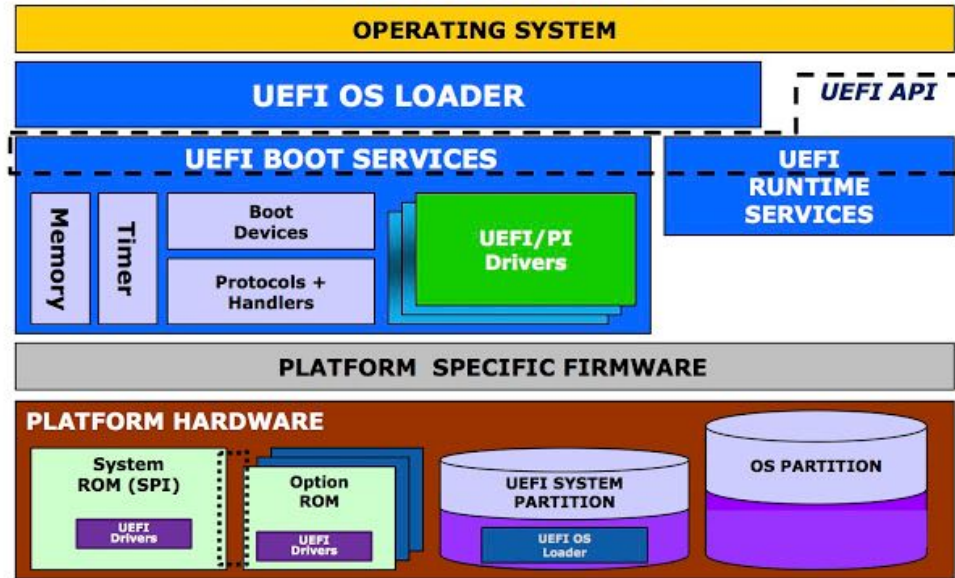 OPERATING SYSTEM
UEFI OS LOADER
UEFI API
UEFI BOOT SERVICES
UEFI
RUNTIME
SERVICES
Memory
Timer
Boot
Devices
Protocols +
Handlers
UEFI/PI
Drivers
PLATFORM SPECIFIC FIRMWARE
PLATFORM HARDWARE
System
ROM (SPI)
UEFI
Drivers
Option
ROM
UEFI
Drivers
UEFI SYSTEM
PARTITION
UEFI OS
Loader
OS PARTITION